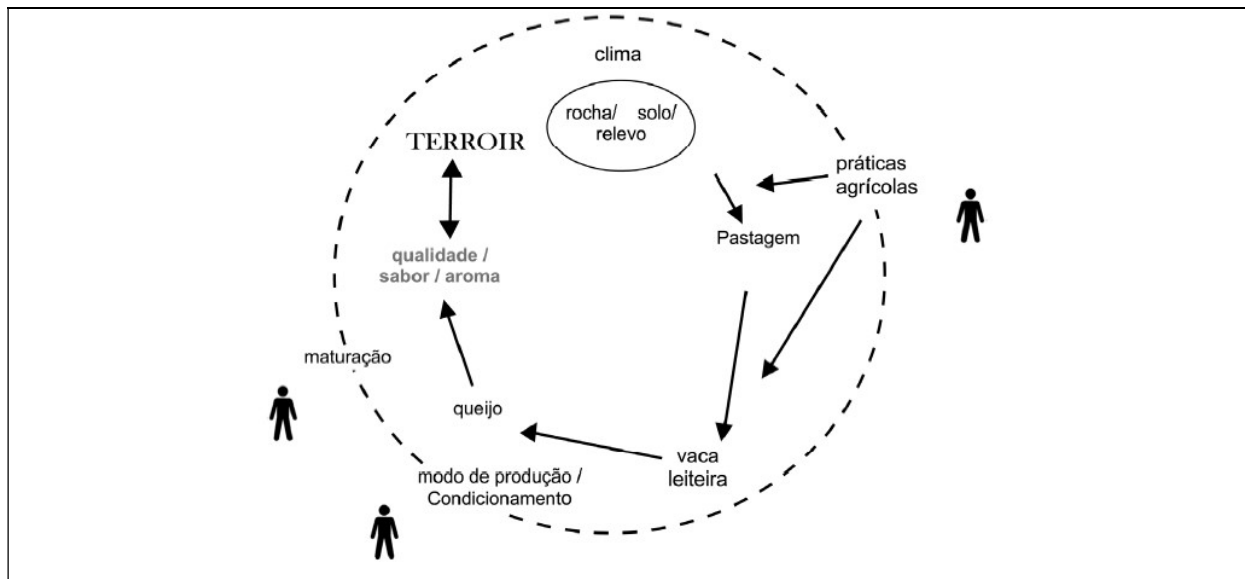 clima
rocha/ solo/
relevo
TERROIR
práticas
agrícolas
Pastagem
qualidade /
sabor / aroma
maturação
queijo
vaca
leiteira
modo de produção /
Condicionamento